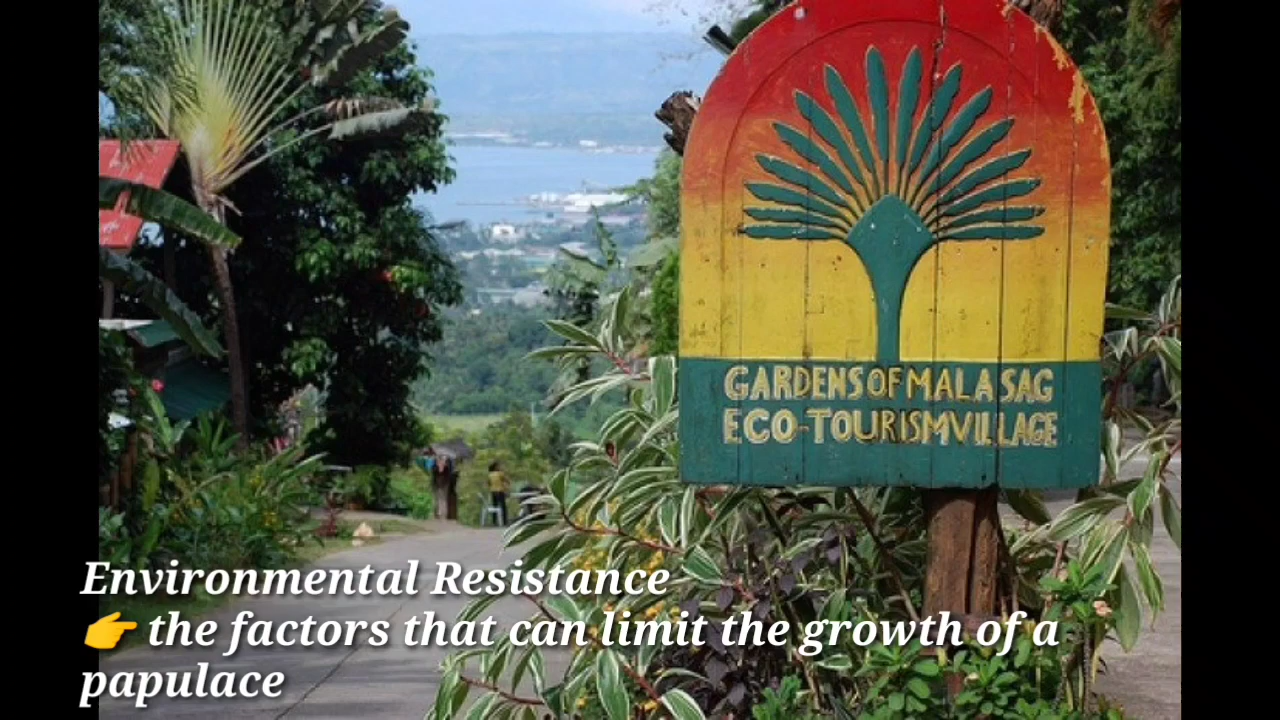 GARDENS OF MALASAG
ECO-TOURISM VILLAGE
Environmental Resistance
👉 the factors that can limit the growth of a
papulace